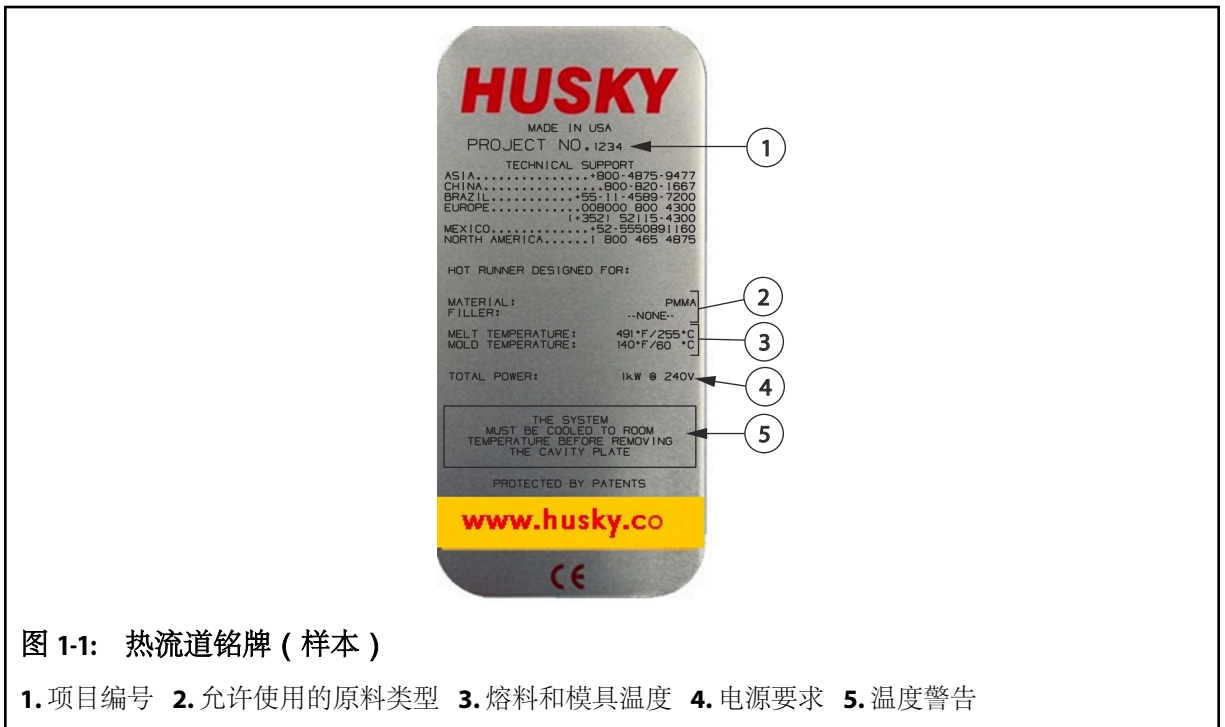 HUSKY
MADE IN USA
PROJECT NO.1234
1
TECHNICAL SUPPORT
ASIA...............+800-4875-9477
CHINA...............800-820-1667
BRAZIL...........+55-11-4589-7200
EUROPE............008000 800 4300
(+352) 52115-4300
MEXICO.............+52-5550891160
NORTH AMERICA......1 800 465 4875
HOT RUNNER DESIGNED FOR:
MATERIAL: PMMA
FILLER: --NONE--
2
MELT TEMPERATURE: 491°F/255°C
MOLD TEMPERATURE: 140°F/60 °C
3
TOTAL POWER: 1kW @ 240V
4
THE SYSTEM
MUST BE COOLED TO ROOM
TEMPERATURE BEFORE REMOVING
THE CAVITY PLATE
5
PROTECTED BY PATENTS
www.husky.co
CE
图 1-1: 热流道铭牌 ( 样本 )
1. 项目编号 2. 允许使用的原料类型 3. 熔料和模具温度 4. 电源要求 5. 温度警告